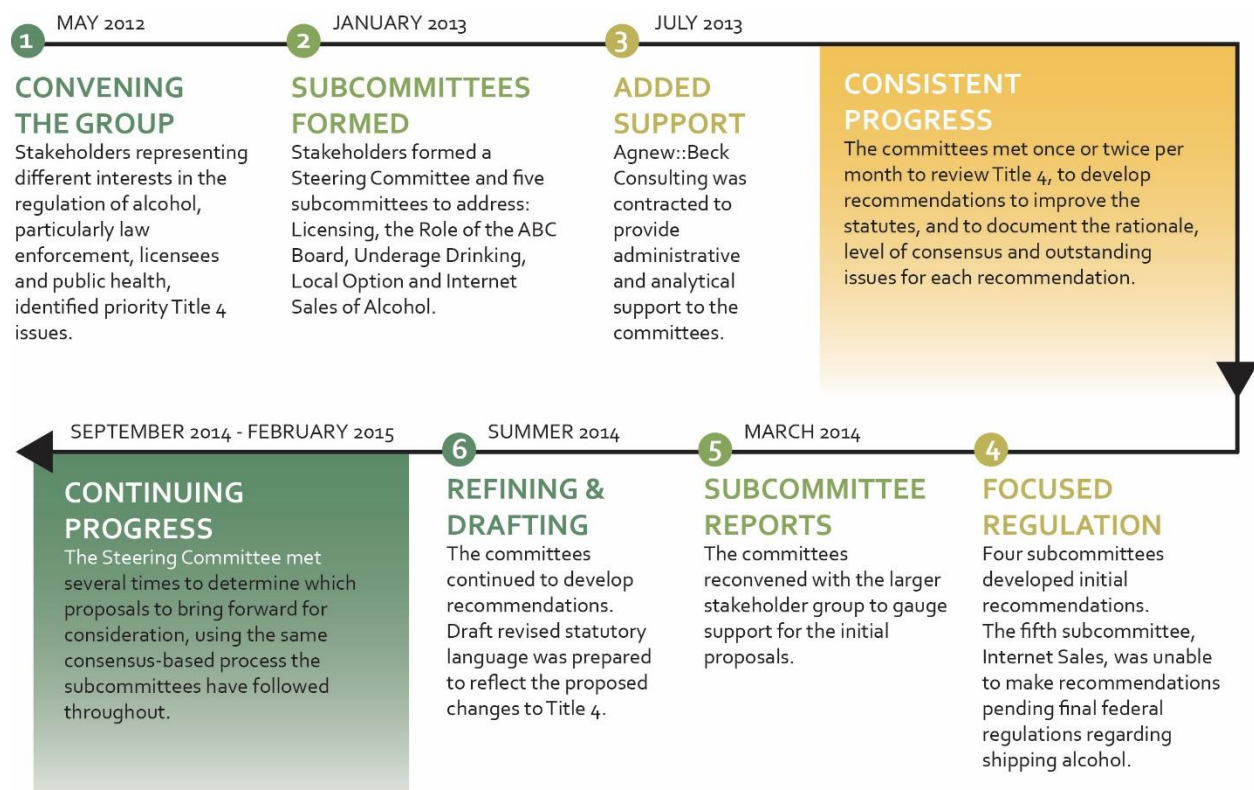 MAY 2012
1
CONVENING
THE GROUP
Stakeholders representing
different interests in the
regulation of alcohol,
particularly law
enforcement, licensees
and public health,
identified priority Title 4
issues.
JANUARY 2013
2
SUBCOMMITTEES
FORMED
Stakeholders formed a
Steering Committee and five
subcommittees to address:
Licensing, the Role of the ABC
Board, Underage Drinking,
Local Option and Internet
Sales of Alcohol.
JULY 2013
3
ADDED
SUPPORT
Agnew::Beck
Consulting was
contracted to
provide
administrative
and analytical
support to the
committees.
CONSISTENT
PROGRESS
The committees met once or twice per
month to review Title 4, to develop
recommendations to improve the
statutes, and to document the rationale,
level of consensus and outstanding
issues for each recommendation.
4
FOCUSED
REGULATION
Four subcommittees
developed initial
recommendations.
The fifth subcommittee,
Internet Sales, was unable
to make recommendations
pending final federal
regulations regarding
shipping alcohol.
MARCH 2014
5
SUBCOMMITTEE
REPORTS
The committees
reconvened with the larger
stakeholder group to gauge
support for the initial
proposals.
SUMMER 2014
6
REFINING &
DRAFTING
The committees
continued to develop
recommendations.
Draft revised statutory
language was prepared
to reflect the proposed
changes to Title 4.
SEPTEMBER 2014 - FEBRUARY 2015
CONTINUING
PROGRESS
The Steering Committee met
several times to determine which
proposals to bring forward for
consideration, using the same
consensus-based process the
subcommittees have followed
throughout.